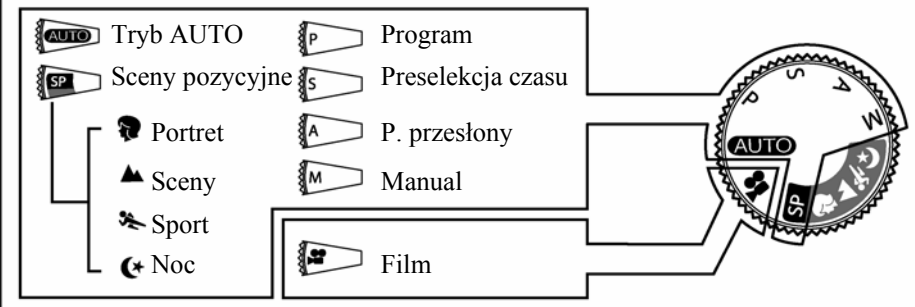 AUTO Tryb AUTO
SP Sceny pozycyjne
Portret
Sceny
Sport
Noc
P Program
S Preselekcja czasu
A P. przesłony
M Manual
Film
P S A M
AUTO
SP